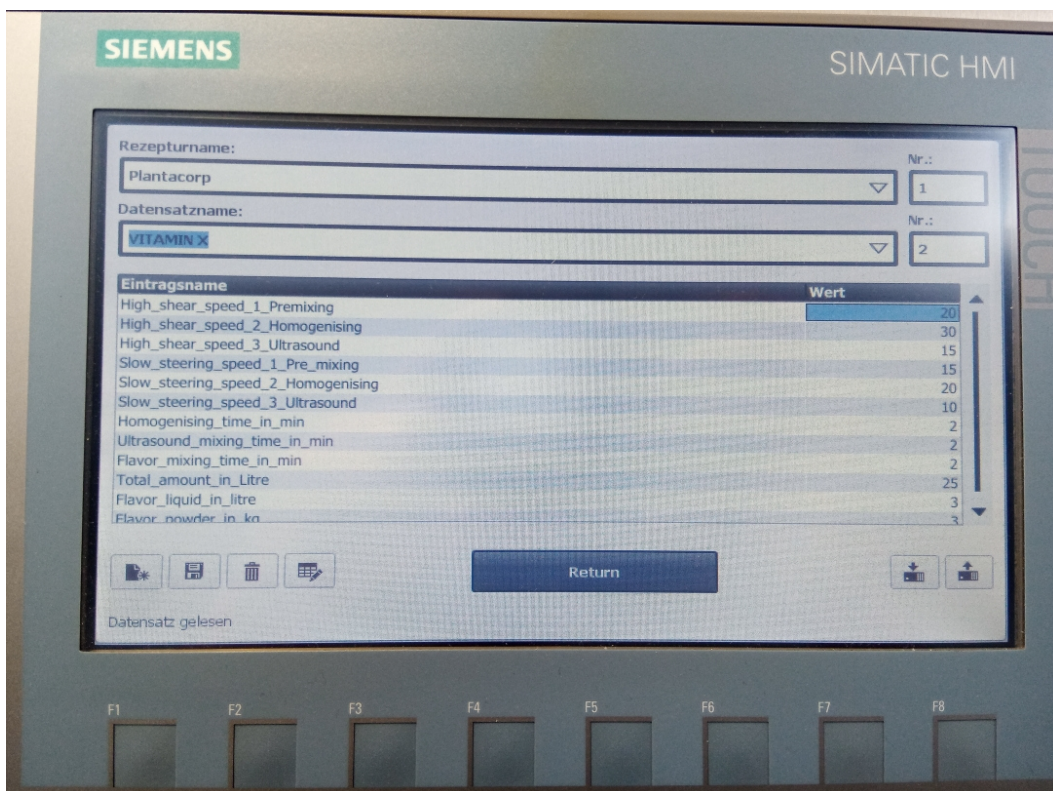 SIEMENS
SIMATIC HMI
TOUCH
Rezepturname:
Nr.:
Plantacorp
1
Datensatzname:
Nr.:
VITAMIN X
2
Eintragsname Wert
High_shear_speed_1_Premixing 20
High_shear_speed_2_Homogenising 30
High_shear_speed_3_Ultrasound 15
Slow_steering_speed_1_Pre_mixing 15
Slow_steering_speed_2_Homogenising 20
Slow_steering_speed_3_Ultrasound 10
Homogenising_time_in_min 2
Ultrasound_mixing_time_in_min 2
Flavor_mixing_time_in_min 2
Total_amount_in_Litre 25
Flavor_liquid_in_litre 3
Flavor_powder_in_kg 3
Return
Datensatz gelesen
F1 F2 F3 F4 F5 F6 F7 F8